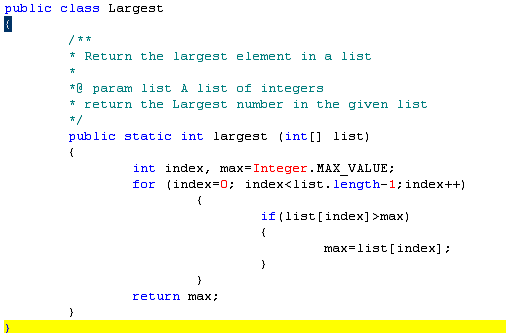 public class Largest
{
/**
* Return the largest element in a list
*
*@ param list A list of integers
* return the Largest number in the given list
*/
public static int largest (int[] list)
{
int index, max=Integer.MAX_VALUE;
for (index=0; index<list.length-1;index++)
{
if(list[index]>max)
{
max=list[index];
}
}
return max;
}
}